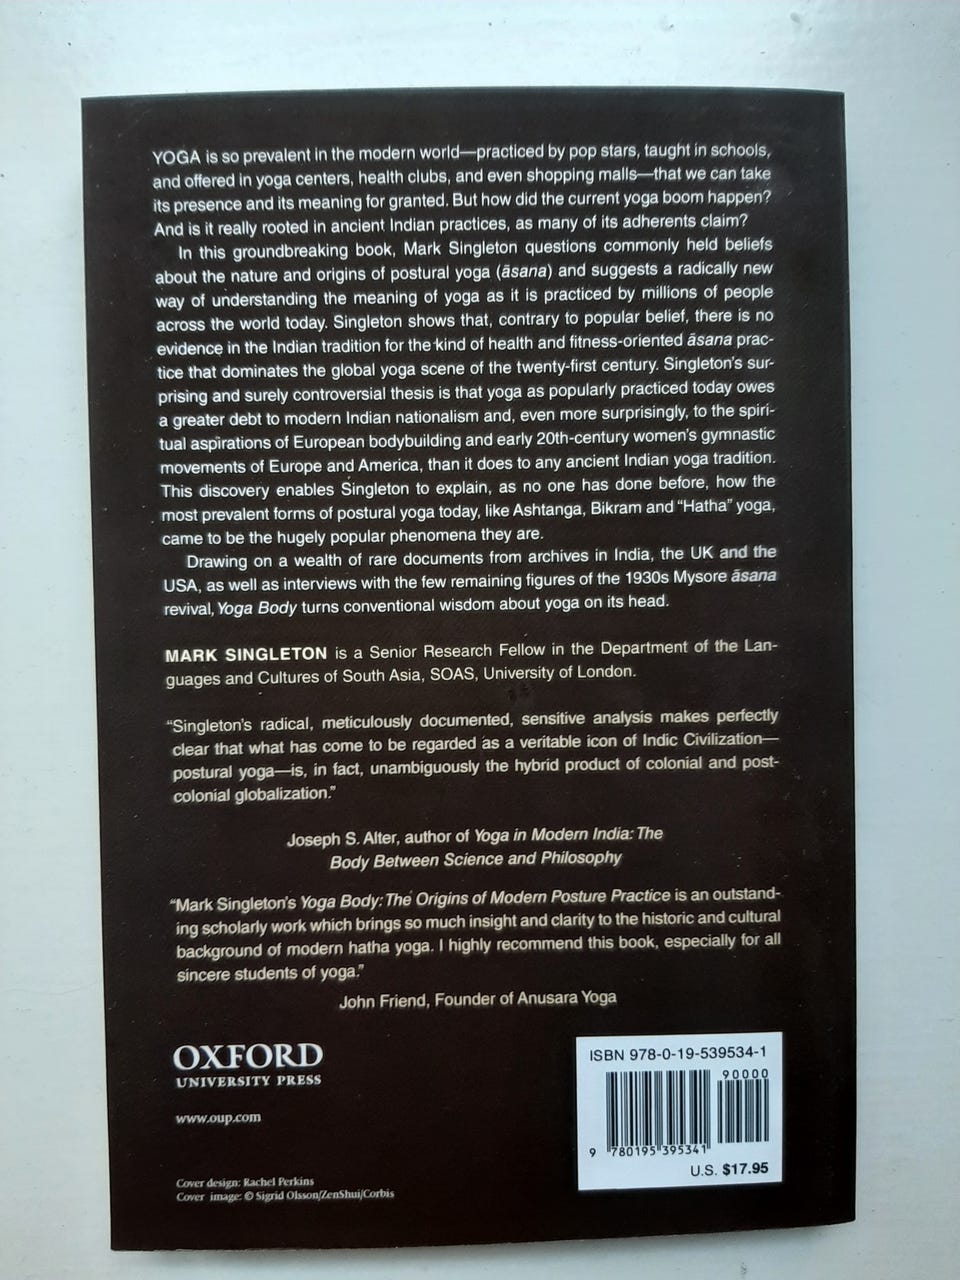 YOGA is so prevalent in the modern world—practiced by pop stars, taught in schools,
and offered in yoga centers, health clubs, and even shopping malls—that we can take
its presence and its meaning for granted. But how did the current yoga boom happen?
And is it really rooted in ancient Indian practices, as many of its adherents claim?
In this groundbreaking book, Mark Singleton questions commonly held beliefs
about the nature and origins of postural yoga (āsana) and suggests a radically new
way of understanding the meaning of yoga as it is practiced by millions of people
across the world today. Singleton shows that, contrary to popular belief, there is no
evidence in the Indian tradition for the kind of health and fitness-oriented āsana prac-
tice that dominates the global yoga scene of the twenty-first century. Singleton's sur-
prising and surely controversial thesis is that yoga as popularly practiced today owes
a greater debt to modern Indian nationalism and, even more surprisingly, to the spiri-
tual aspirations of European bodybuilding and early 20th-century women's gymnastic
movements of Europe and America, than it does to any ancient Indian yoga tradition.
This discovery enables Singleton to explain, as no one has done before, how the
most prevalent forms of postural yoga today, like Ashtanga, Bikram and “Hatha” yoga,
came to be the hugely popular phenomena they are.
Drawing on a wealth of rare documents from archives in India, the UK and the
USA, as well as interviews with the few remaining figures of the 1930s Mysore āsana
revival, Yoga Body turns conventional wisdom about yoga on its head.
MARK SINGLETON is a Senior Research Fellow in the Department of the Lan-
guages and Cultures of South Asia, SOAS, University of London.
“Singleton's radical, meticulously documented, sensitive analysis makes perfectly
clear that what has come to be regarded as a veritable icon of Indic Civilization—
postural yoga—is, in fact, unambiguously the hybrid product of colonial and post-
colonial globalization.”
Joseph S. Alter, author of Yoga in Modern India: The
Body Between Science and Philosophy
“Mark Singleton's Yoga Body: The Origins of Modern Posture Practice is an outstand-
ing scholarly work which brings so much insight and clarity to the historic and cultural
background of modern hatha yoga. I highly recommend this book, especially for all
sincere students of yoga.”
John Friend, Founder of Anusara Yoga
OXFORD
UNIVERSITY PRESS
www.oup.com
Cover design: Rachel Perkins
Cover image: © Sigrid Olsson/ZenShui/Corbis
ISBN 978-0-19-539534-1
90000
9 780195 395341
U.S. $17.95